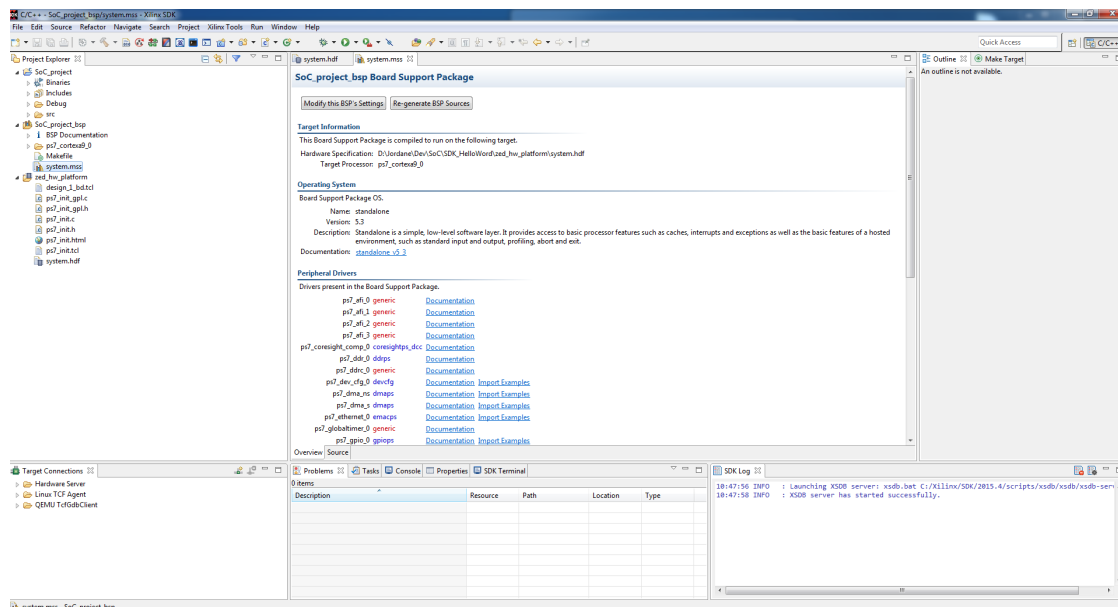 C/C++ - SoC_project_bsp/system.mss - Xilinx SDK
File Edit Source Refactor Navigate Search Project Xilinx Tools Run Window Help
Quick Access
C/C++
Project Explorer
SoC_project
Binaries
Includes
Debug
src
SoC_project_bsp
BSP Documentation
ps7_cortexa9_0
Makefile
system.mss
zed_hw_platform
design_1_bd.tcl
ps7_init_gpl.c
ps7_init_gpl.h
ps7_init.c
ps7_init.h
ps7_init.html
ps7_init.tcl
system.hdf
system.hdf system.mss
SoC_project_bsp Board Support Package
Modify this BSP's Settings Re-generate BSP Sources
Target Information
This Board Support Package is compiled to run on the following target.
Hardware Specification: D:\Jordane\Dev\SoC\SDK_HelloWord\zed_hw_platform\system.hdf
Target Processor: ps7_cortexa9_0
Operating System
Board Support Package OS.
Name: standalone
Version: 5.3
Description: Standalone is a simple, low-level software layer. It provides access to basic processor features such as caches, interrupts and exceptions as well as the basic features of a hosted
environment, such as standard input and output, profiling, abort and exit.
Documentation: standalone_v5_3
Peripheral Drivers
Drivers present in the Board Support Package.
ps7_afi_0 generic Documentation
ps7_afi_1 generic Documentation
ps7_afi_2 generic Documentation
ps7_afi_3 generic Documentation
ps7_coresight_comp_0 coresightps_dcc Documentation
ps7_ddr_0 ddrps Documentation
ps7_ddrc_0 generic Documentation
ps7_dev_cfg_0 devcfg Documentation Import Examples
ps7_dma_ns dmaps Documentation Import Examples
ps7_dma_s dmaps Documentation Import Examples
ps7_ethernet_0 emacps Documentation Import Examples
ps7_globaltimer_0 generic Documentation
ps7_gpio_0 gpiops Documentation Import Examples
Overview Source
Outline Make Target
An outline is not available.
Target Connections
Hardware Server
Linux TCF Agent
QEMU TcfGdbClient
Problems Tasks Console Properties SDK Terminal
0 items
Description Resource Path Location Type
SDK Log
10:47:56 INFO : Launching XSDB server: xsdb.bat C:/Xilinx/SDK/2015.4/scripts/xsdb/xsdb/xsdb-serv
10:47:58 INFO : XSDB server has started successfully.
system.mss - SoC_project_bsp